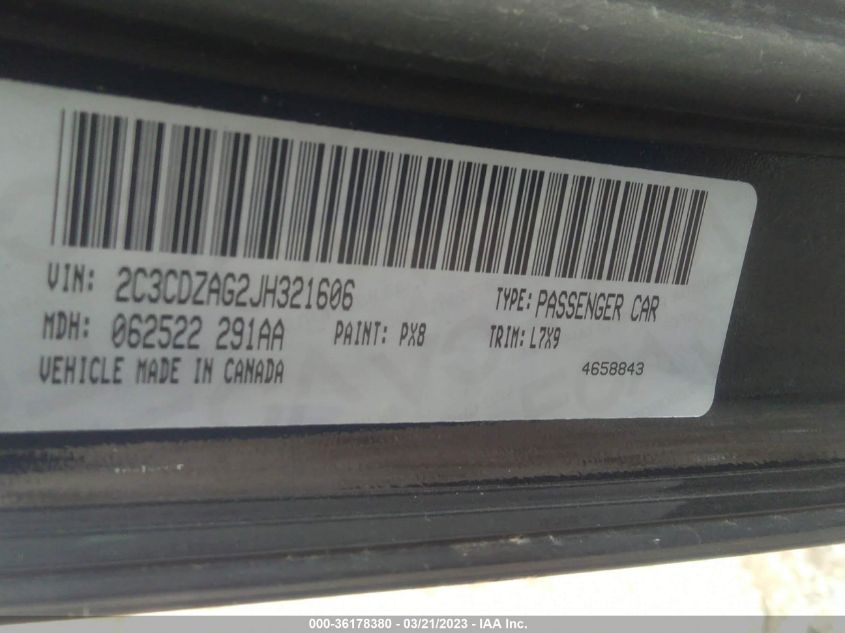 VIN: 2C3CDZAG2JH321606 TYPE: PASSENGER CAR
MDH: 062522 291AA PAINT: PX8 TRIM: L7X9
VEHICLE MADE IN CANADA 4658843
000-36178380 - 03/21/2023 - IAA Inc.